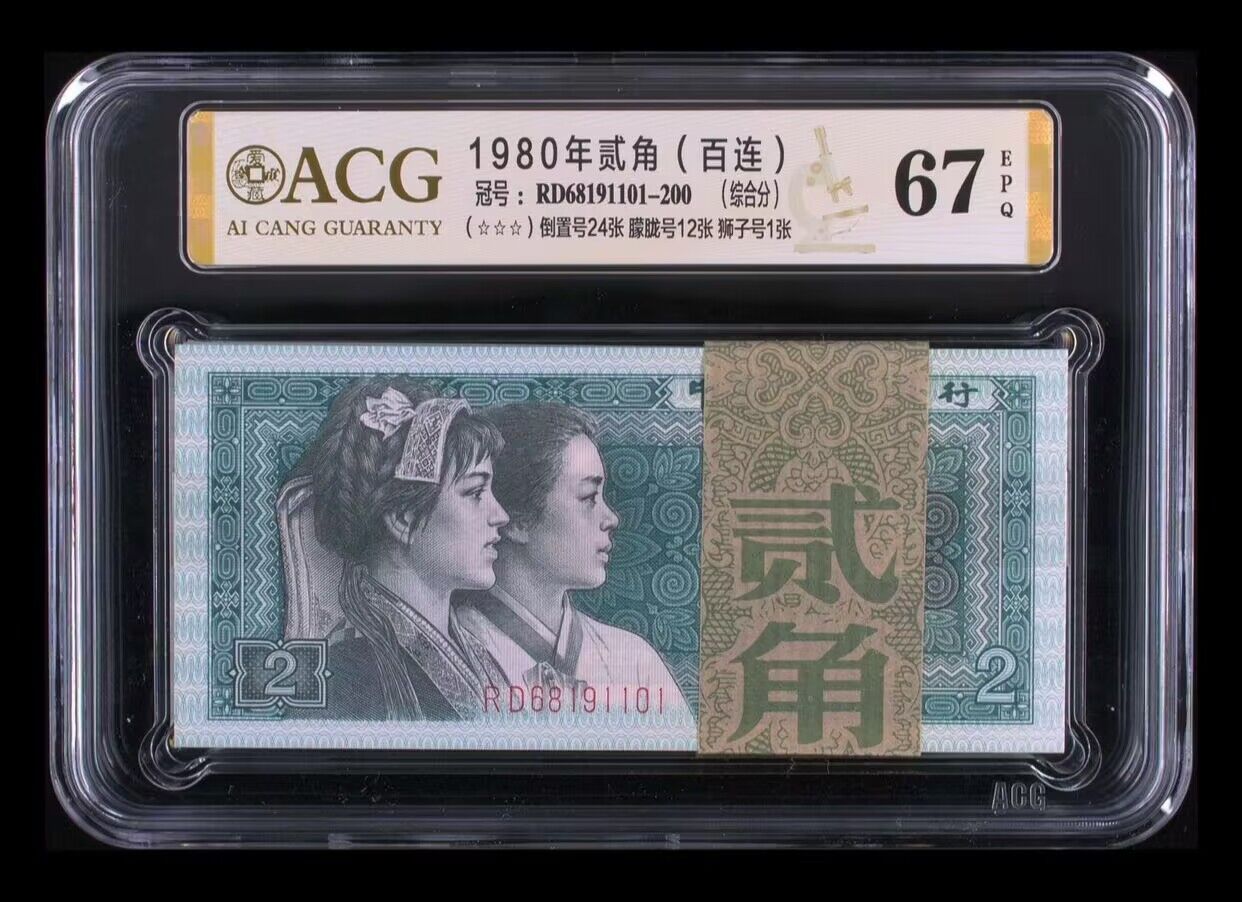 ACG
AI CANG GUARANTY
1980年贰角(百连)
冠号:RD68191101-200 (综合分)
(☆☆☆)倒置号24张 朦胧号12张 狮子号1张
67
EPQ
行
贰角
2
2
RD68191101
ACG